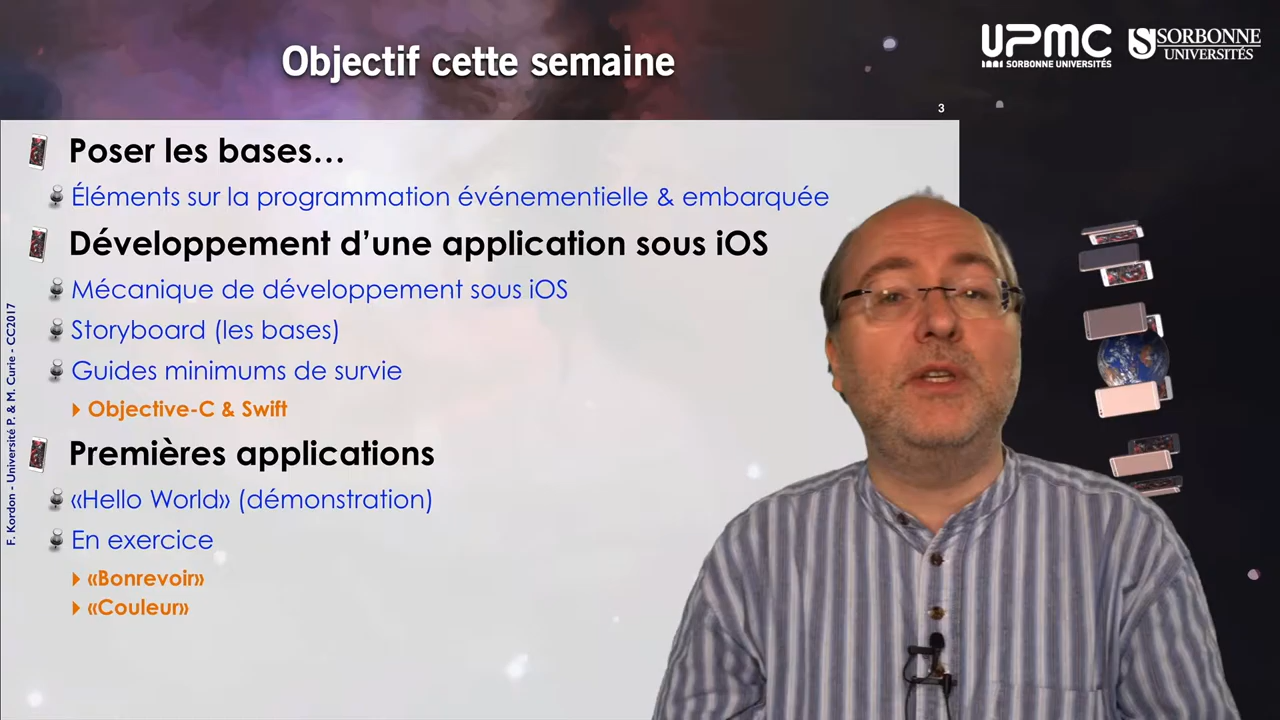 Objectif cette semaine
UPMC
SORBONNE UNIVERSITÉS
SORBONNE
UNIVERSITÉS
3
Poser les bases…
Éléments sur la programmation événementielle & embarquée
Développement d’une application sous iOS
Mécanique de développement sous iOS
Storyboard (les bases)
Guides minimums de survie
Objective-C & Swift
Premières applications
«Hello World» (démonstration)
En exercice
«Bonrevoir»
«Couleur»
F. Kordon - Université P. & M. Curie - CC2017